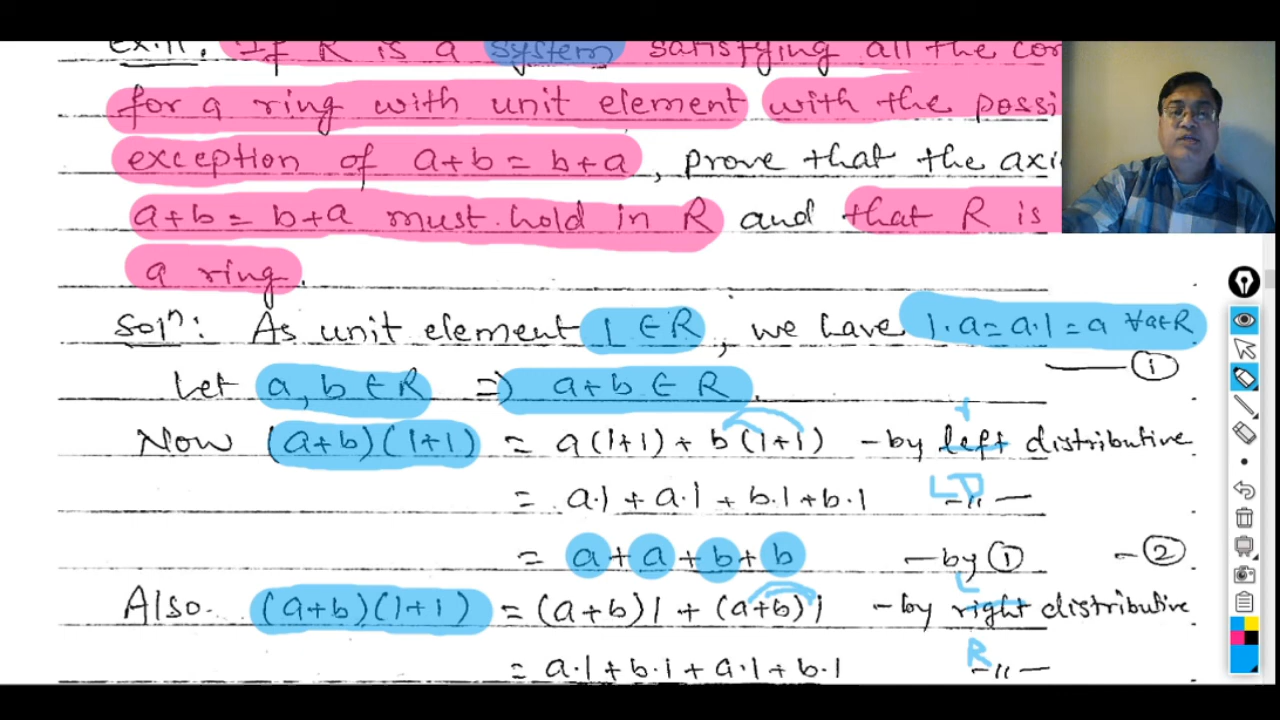 Ex.11. If R is a system satisfying all the
for a ring with unit element with the
exception of a+b = b+a, prove that the
a+b = b+a must hold in R and that R is
a ring.
Solⁿ: As unit element 1 ∈ R, we have 1·a = a·1 = a ∀a∈R
—— ①
Let a, b ∈ R ⇒ a+b ∈ R.
Now (a+b)(1+1) = a(1+1) + b(1+1) – by left distributive
= a·1 + a·1 + b·1 + b·1 LD –〃–
= a + a + b + b – by ① – ②
Also. (a+b)(1+1) = (a+b)1 + (a+b)1 – by right distributive L
= a·1 + b·1 + a·1 + b·1 R –〃–